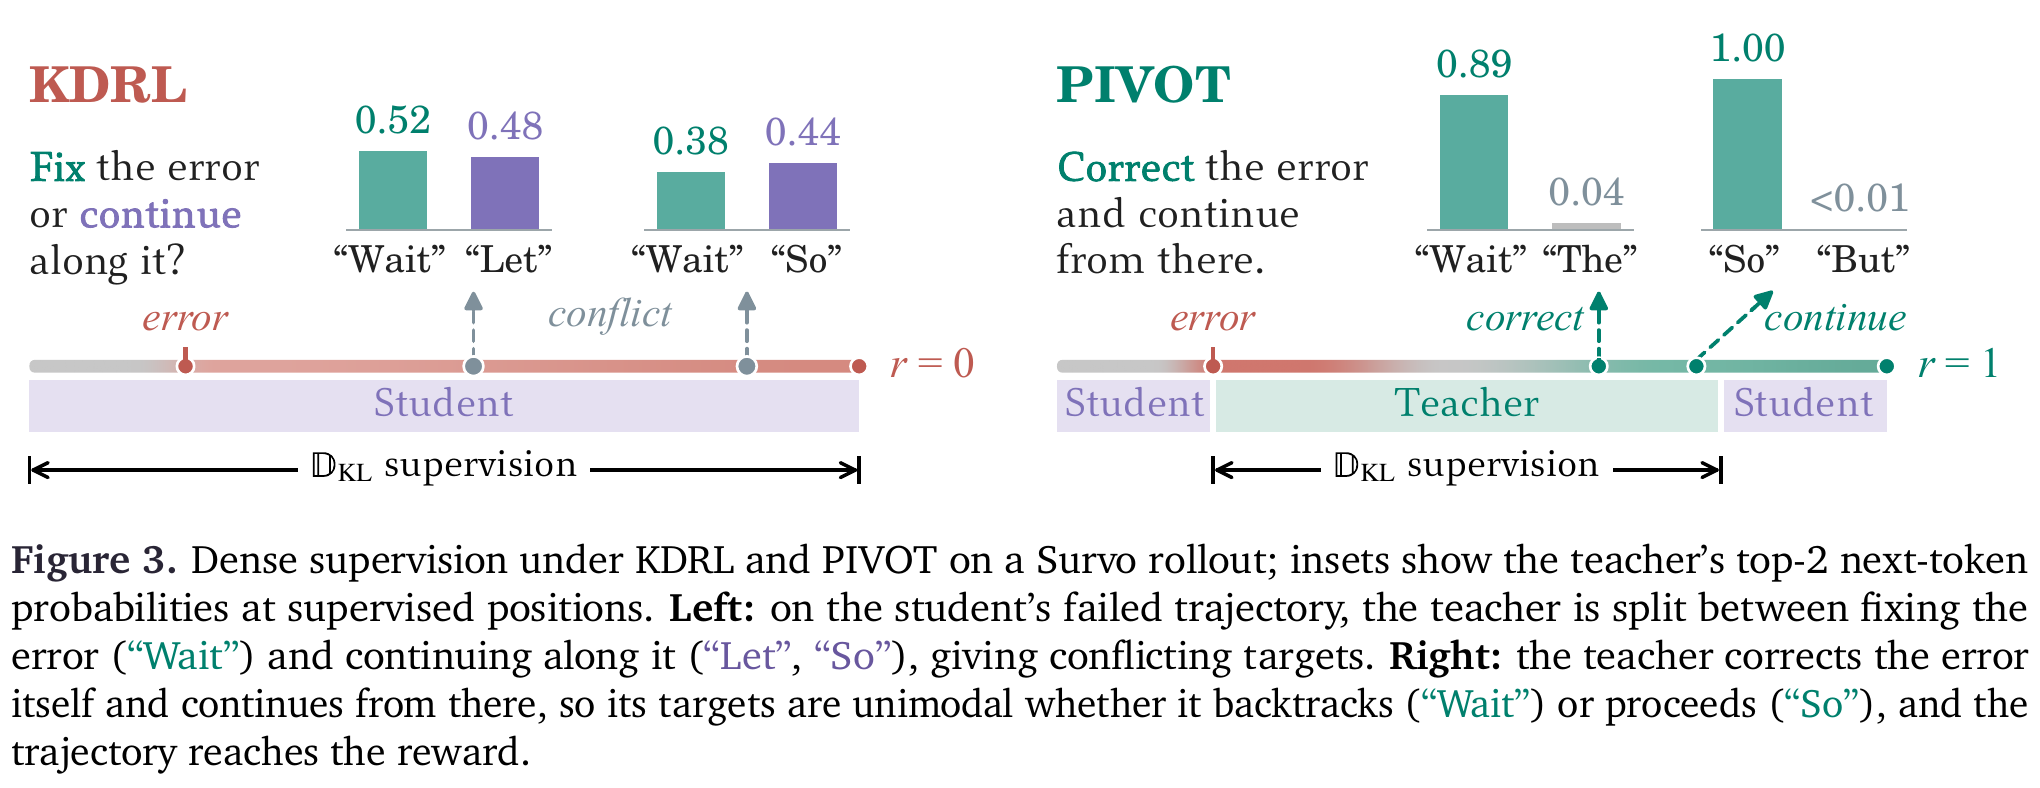 KDRL
Fix the error
or continue
along it?
0.52 0.48
“Wait” “Let”
0.38 0.44
“Wait” “So”
error
conflict
r = 0
Student
𝔻KL supervision
PIVOT
Correct the error
and continue
from there.
0.89 0.04
“Wait” “The”
1.00 <0.01
“So” “But”
error
correct
continue
r = 1
Student Teacher Student
𝔻KL supervision
Figure 3. Dense supervision under KDRL and PIVOT on a Survo rollout; insets show the teacher’s top-2 next-token
probabilities at supervised positions. Left: on the student’s failed trajectory, the teacher is split between fixing the
error (“Wait”) and continuing along it (“Let”, “So”), giving conflicting targets. Right: the teacher corrects the error
itself and continues from there, so its targets are unimodal whether it backtracks (“Wait”) or proceeds (“So”), and the
trajectory reaches the reward.